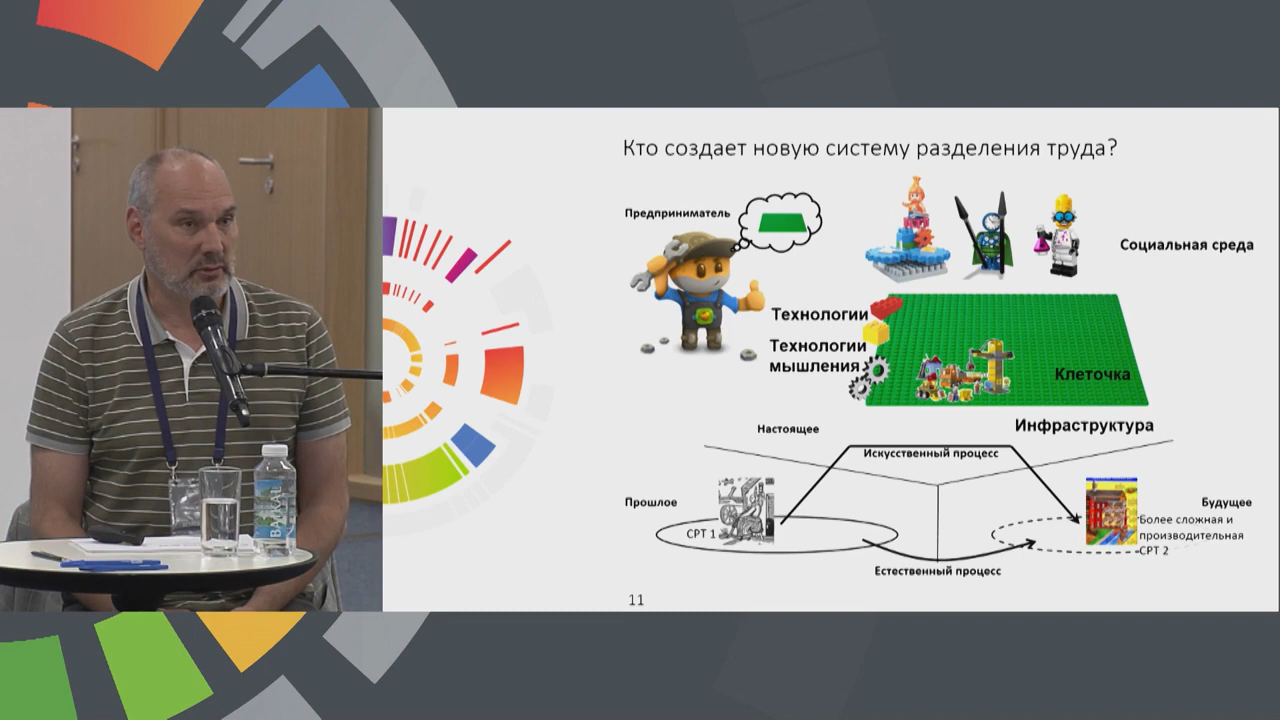 Кто создает новую систему разделения труда?
Предприниматель
Социальная среда
Технологии
Технологии
мышления
Клеточка
Инфраструктура
Настоящее
Искусственный процесс
Прошлое
Будущее
СРТ 1
Более сложная и
производительная
СРТ 2
Естественный процесс
11
BAIKAL